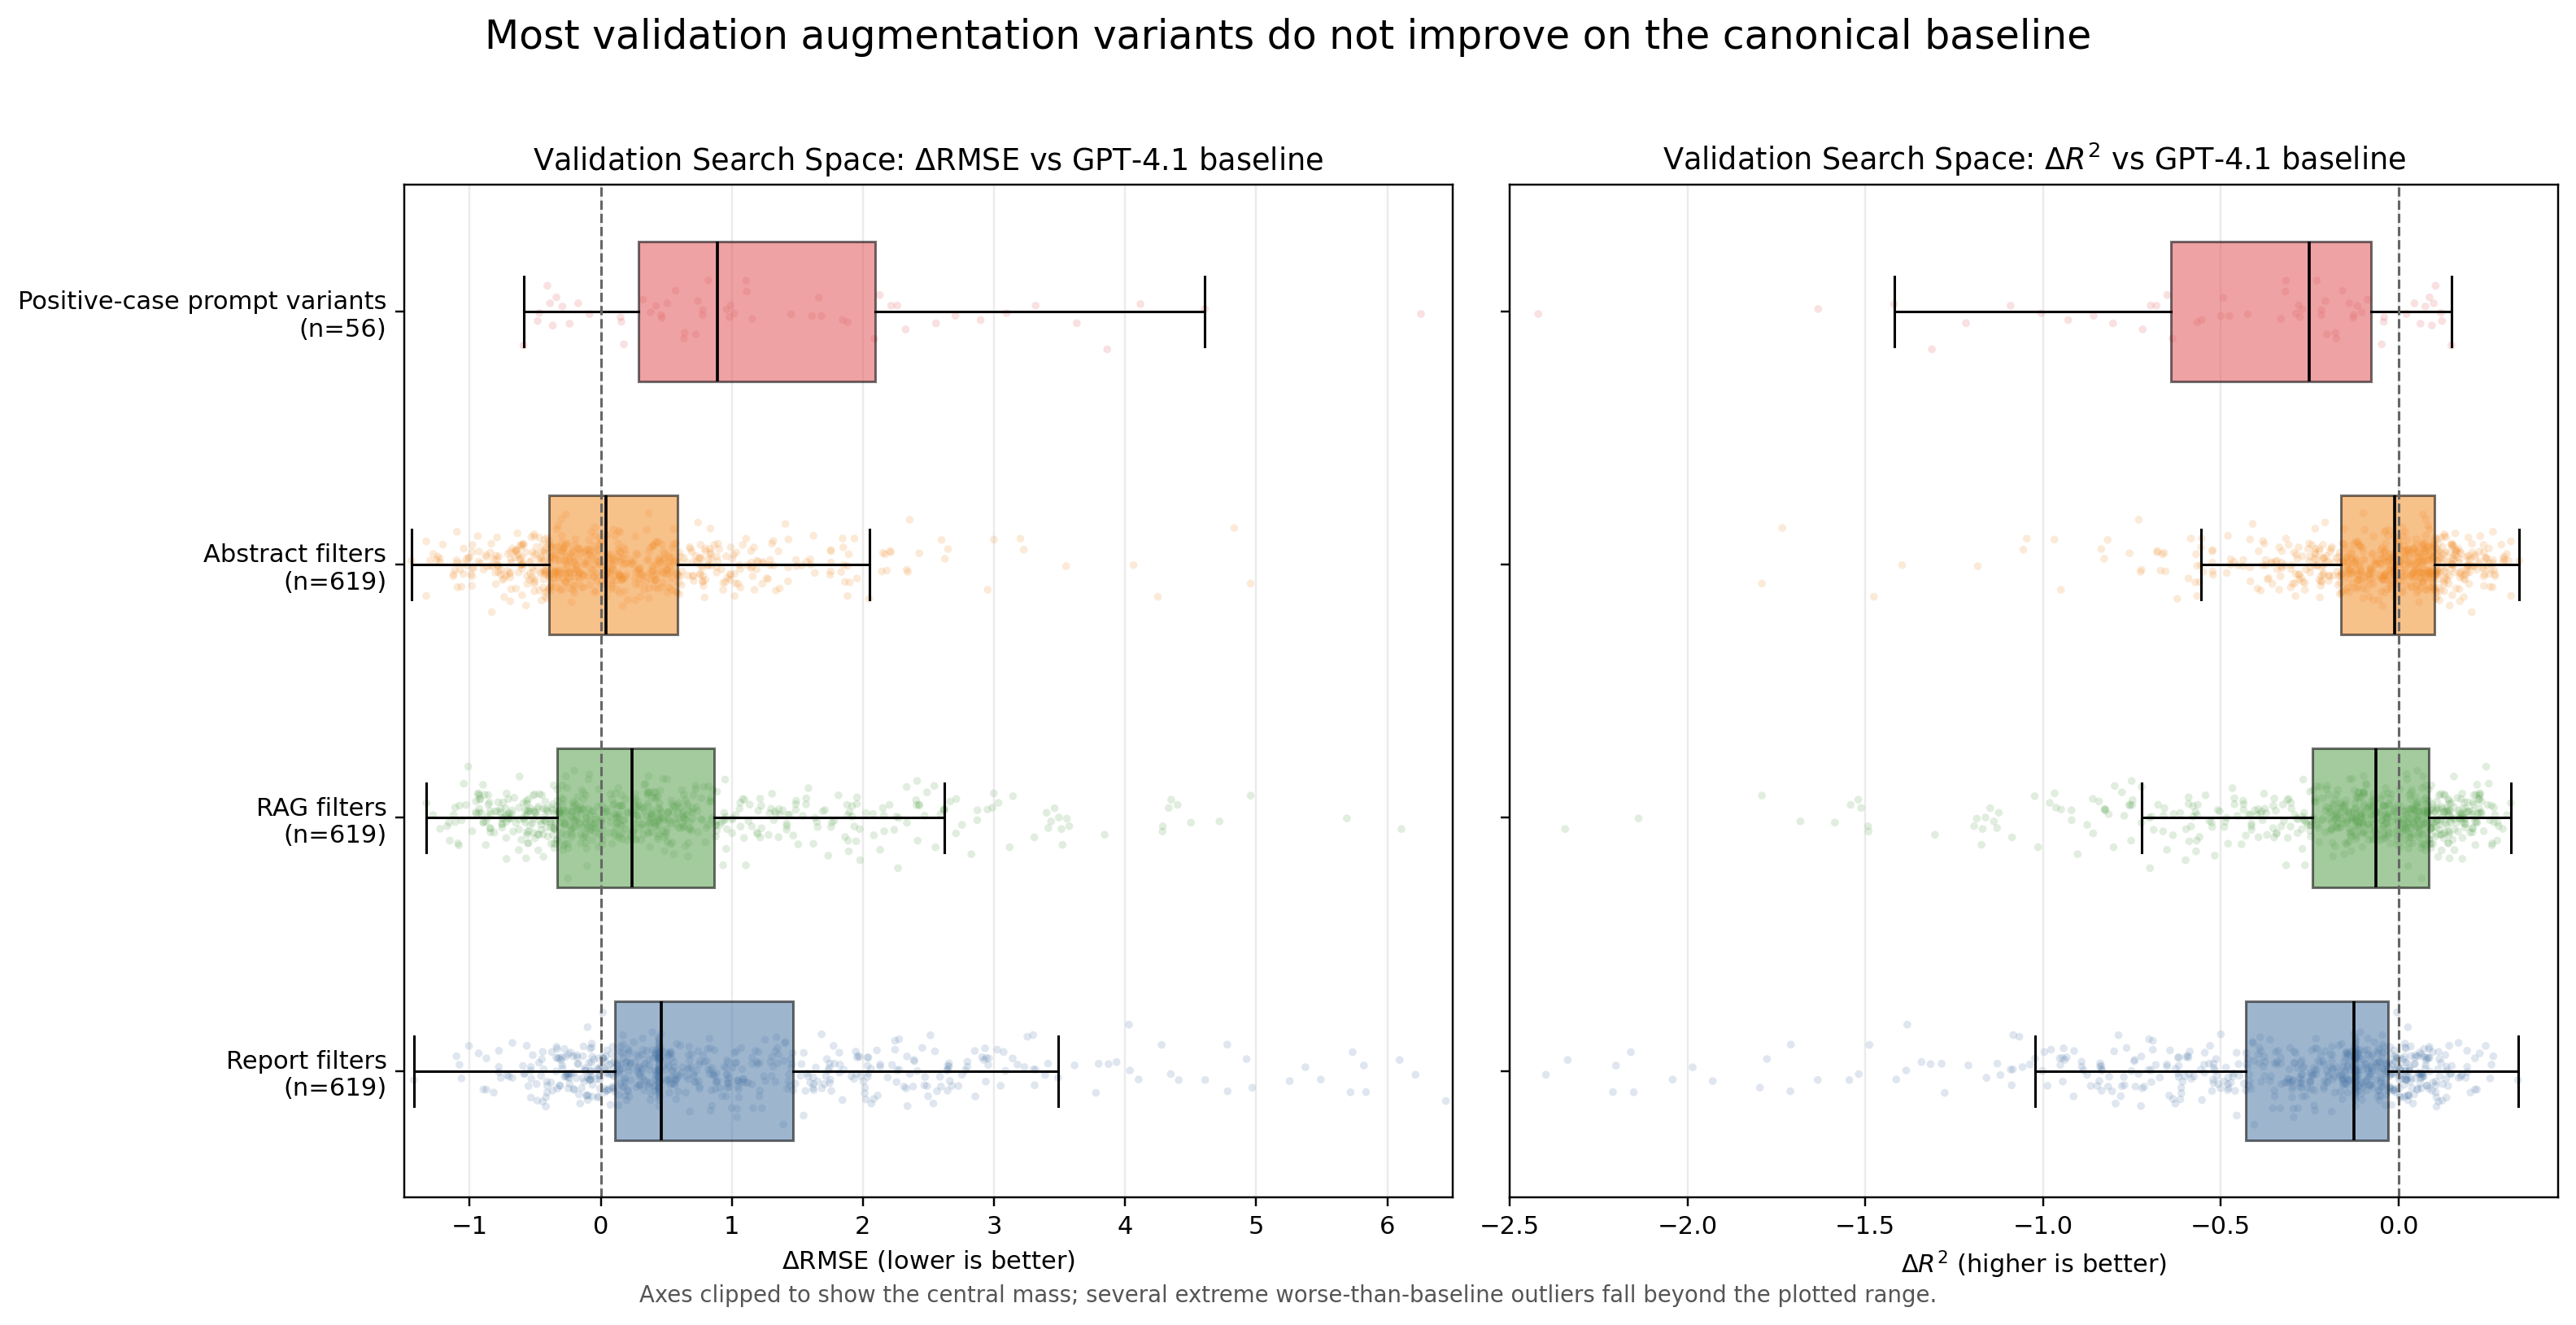 Most validation augmentation variants do not improve on the canonical baseline
Validation Search Space: ΔRMSE vs GPT-4.1 baseline
Validation Search Space: ΔR² vs GPT-4.1 baseline
Positive-case prompt variants
(n=56)
Abstract filters
(n=619)
RAG filters
(n=619)
Report filters
(n=619)
−1 0 1 2 3 4 5 6
−2.5 −2.0 −1.5 −1.0 −0.5 0.0
ΔRMSE (lower is better)
ΔR² (higher is better)
Axes clipped to show the central mass; several extreme worse-than-baseline outliers fall beyond the plotted range.